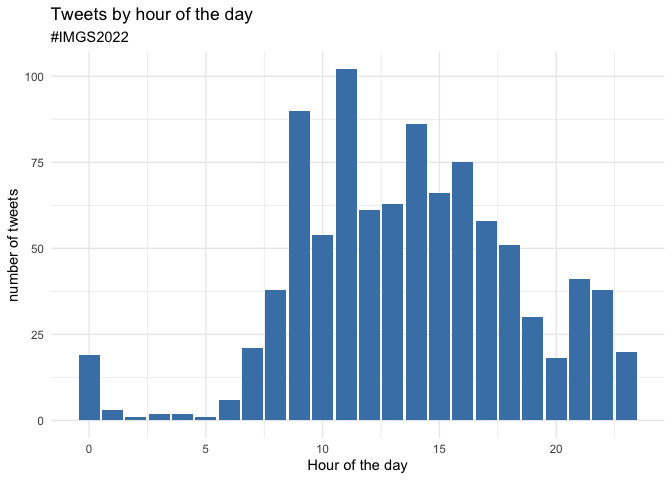 Tweets by hour of the day
#IMGS2022
100
75
50
25
0
number of tweets
0 5 10 15 20
Hour of the day